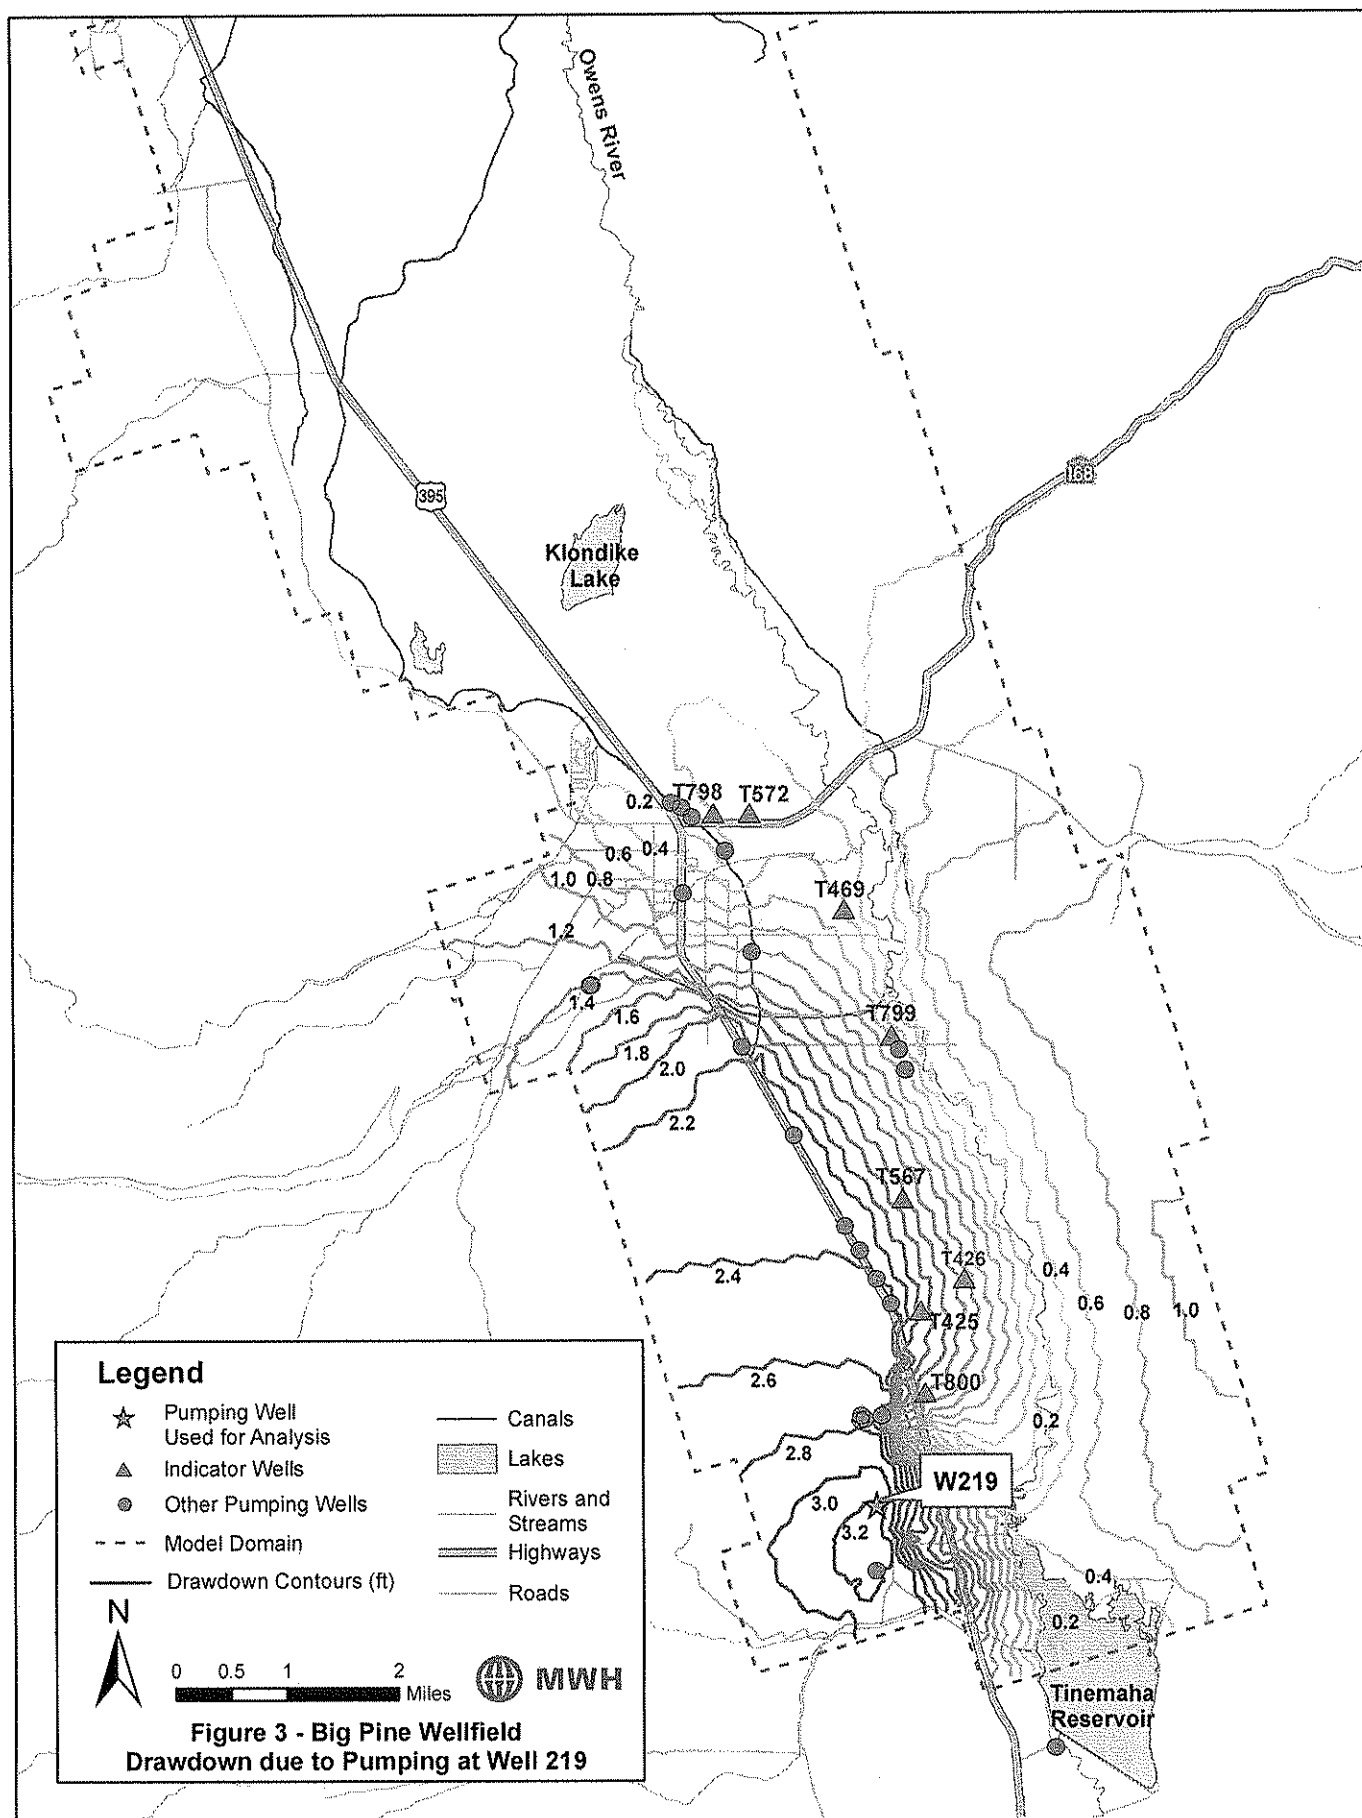 Owens River
168
395
Klondike
Lake
0.2
T798
T572
0.6
0.4
1.0
0.8
T469
1.2
1.4
T799
1.6
1.8
2.0
2.2
T567
2.4
T426
0.4
0.6
0.8
1.0
T425
2.6
T800
0.2
2.8
W219
3.0
3.2
0.4
0.2
Tinemaha
Reservoir
Legend
Pumping Well
Used for Analysis
Indicator Wells
Other Pumping Wells
Model Domain
Drawdown Contours (ft)
Canals
Lakes
Rivers and
Streams
Highways
Roads
N
0 0.5 1 2
Miles
MWH
Figure 3 - Big Pine Wellfield
Drawdown due to Pumping at Well 219